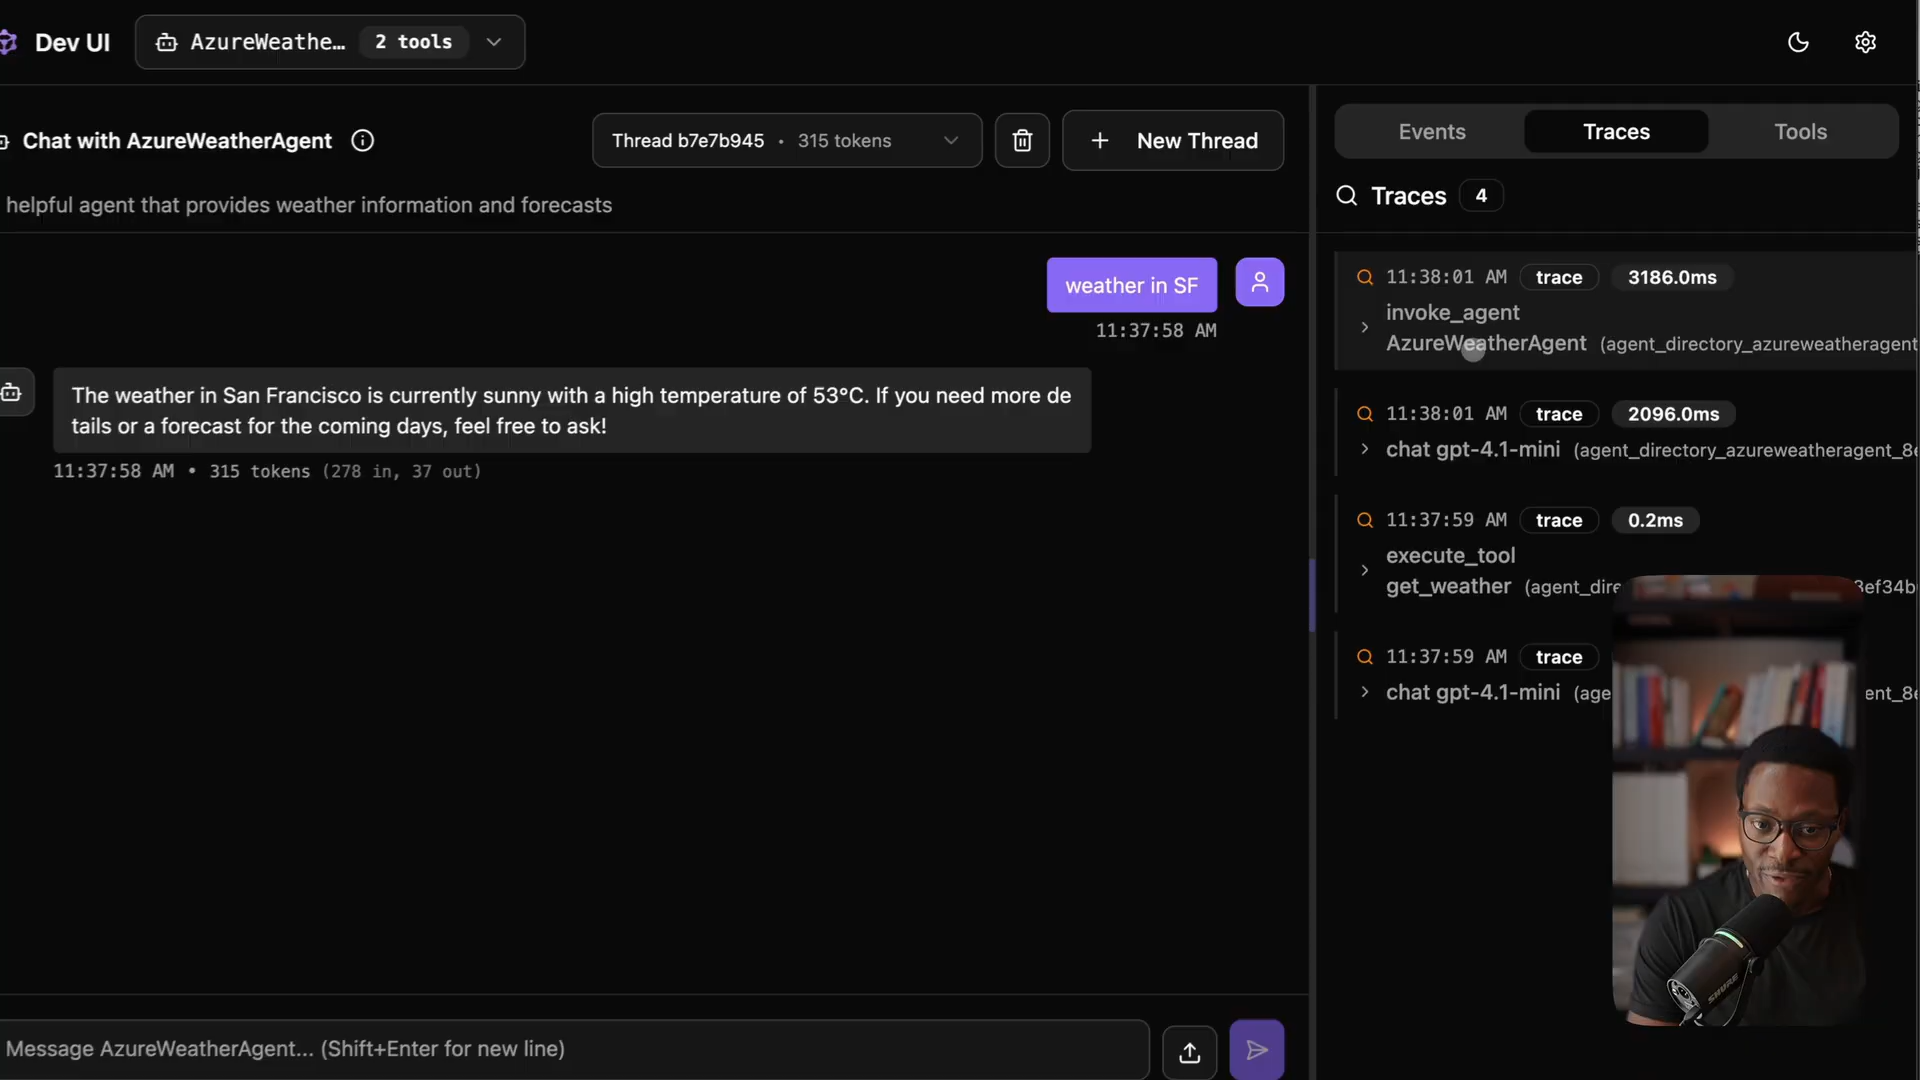 Dev UI
AzureWeathe... 2 tools
Chat with AzureWeatherAgent
Thread b7e7b945 • 315 tokens
+ New Thread
helpful agent that provides weather information and forecasts
weather in SF
11:37:58 AM
The weather in San Francisco is currently sunny with a high temperature of 53°C. If you need more de
tails or a forecast for the coming days, feel free to ask!
11:37:58 AM • 315 tokens (278 in, 37 out)
Message AzureWeatherAgent... (Shift+Enter for new line)
Events Traces Tools
Traces 4
11:38:01 AM trace 3186.0ms
invoke_agent
AzureWeatherAgent (agent_directory_azureweatheragent
11:38:01 AM trace 2096.0ms
chat gpt-4.1-mini (agent_directory_azureweatheragent_8e
11:37:59 AM trace 0.2ms
execute_tool
get_weather (agent_dire 3ef34b
11:37:59 AM trace
chat gpt-4.1-mini (age ent_8e
SHURE